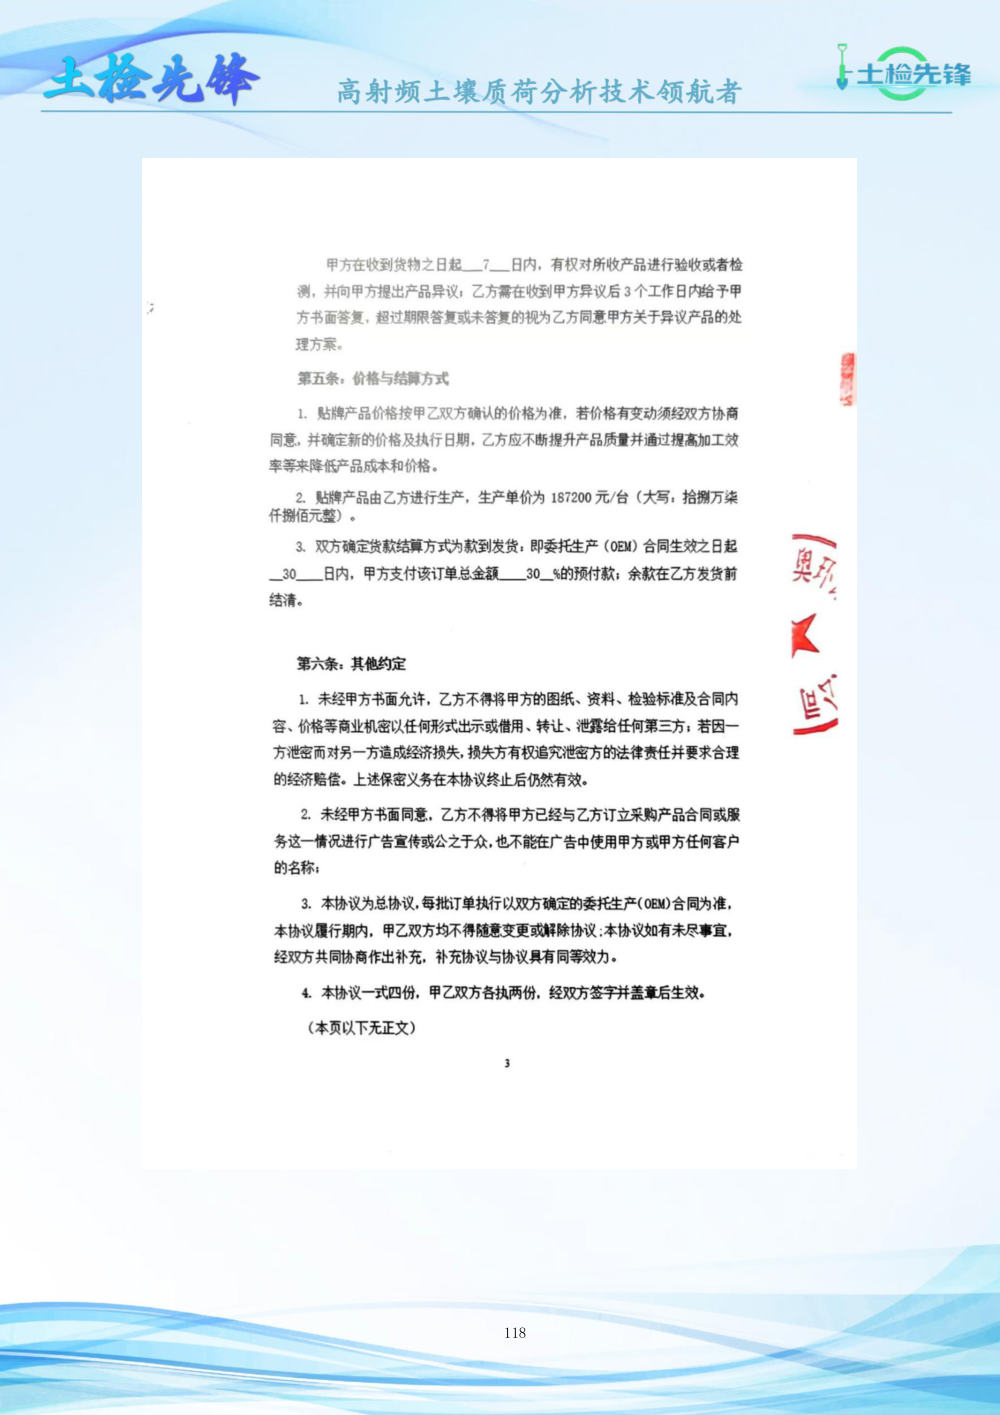 土检先锋
高射频土壤质荷分析技术领航者
土检先锋
甲方在收到货物之日起__7__日内，有权对所收产品进行验收或者检
测，并向甲方提出产品异议；乙方需在收到甲方异议后 3 个工作日内给予甲
方书面答复，超过期限答复或未答复的视为乙方同意甲方关于异议产品的处
理方案。
第五条：价格与结算方式
1. 贴牌产品价格按甲乙双方确认的价格为准，若价格有变动须经双方协商
同意，并确定新的价格及执行日期，乙方应不断提升产品质量并通过提高加工效
率等来降低产品成本和价格。
2. 贴牌产品由乙方进行生产，生产单价为 187200 元/台（大写：拾捌万柒
仟捌佰元整）。
3. 双方确定货款结算方式为款到发货：即委托生产（OEM）合同生效之日起
__30___日内，甲方支付该订单总金额___30__%的预付款；余款在乙方发货前
结清。
第六条：其他约定
1. 未经甲方书面允许，乙方不得将甲方的图纸、资料、检验标准及合同内
容、价格等商业机密以任何形式出示或借用、转让、泄露给任何第三方；若因一
方泄密而对另一方造成经济损失，损失方有权追究泄密方的法律责任并要求合理
的经济赔偿。上述保密义务在本协议终止后仍然有效。
2. 未经甲方书面同意，乙方不得将甲方已经与乙方订立采购产品合同或服
务这一情况进行广告宣传或公之于众，也不能在广告中使用甲方或甲方任何客户
的名称；
3. 本协议为总协议，每批订单执行以双方确定的委托生产(OEM)合同为准，
本协议履行期内，甲乙双方均不得随意变更或解除协议；本协议如有未尽事宜，
经双方共同协商作出补充，补充协议与协议具有同等效力。
4. 本协议一式四份，甲乙双方各执两份，经双方签字并盖章后生效。
（本页以下无正文）
3
奥环
118